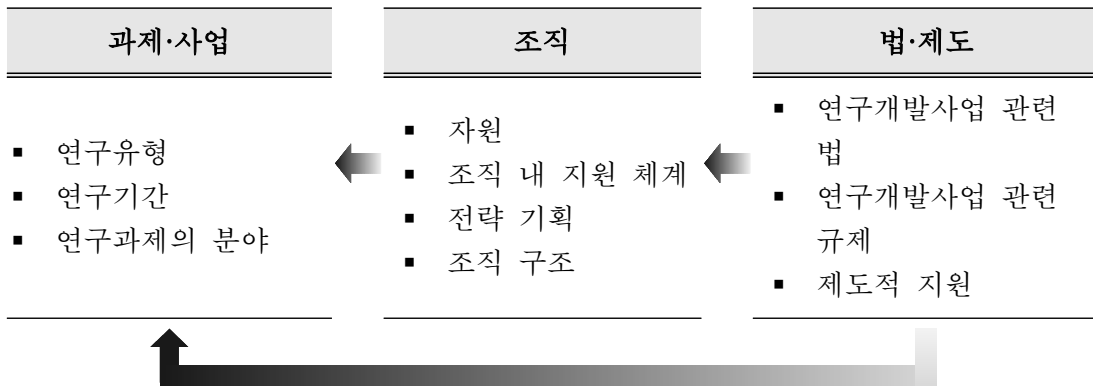 과제·사업
연구유형
연구기간
연구과제의 분야
조직
자원
조직 내 지원 체계
전략 기획
조직 구조
법·제도
연구개발사업 관련
법
연구개발사업 관련
규제
제도적 지원